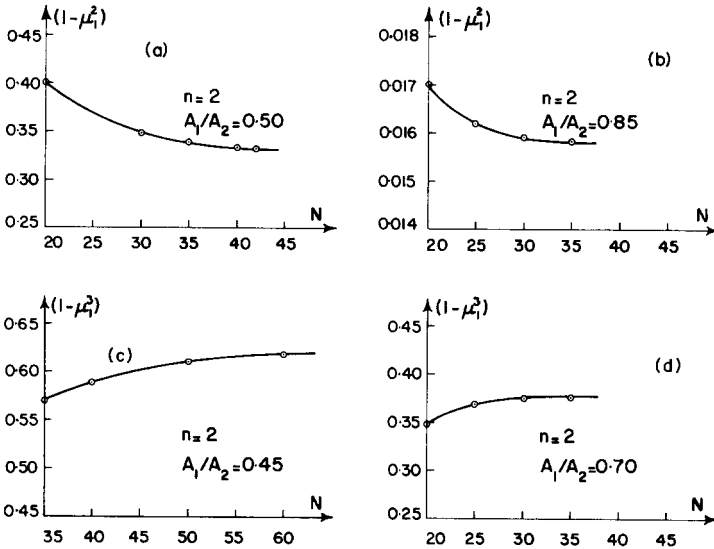 (1-μ₁²)
(a)
0·45
0·40
0·35
0·30
0·25
n=2
A₁/A₂=0·50
N
20 25 30 35 40 45
(1-μ₁²)
(b)
0·018
0·017
0·016
0·015
0·014
n=2
A₁/A₂=0·85
N
20 25 30 35 40 45
(1-μ₁³)
(c)
0·65
0·60
0·55
0·50
0·45
n=2
A₁/A₂=0·45
N
35 40 45 50 55 60
(1-μ₁³)
(d)
0·45
0·40
0·35
0·30
0·25
n=2
A₁/A₂=0·70
N
20 25 30 35 40 45